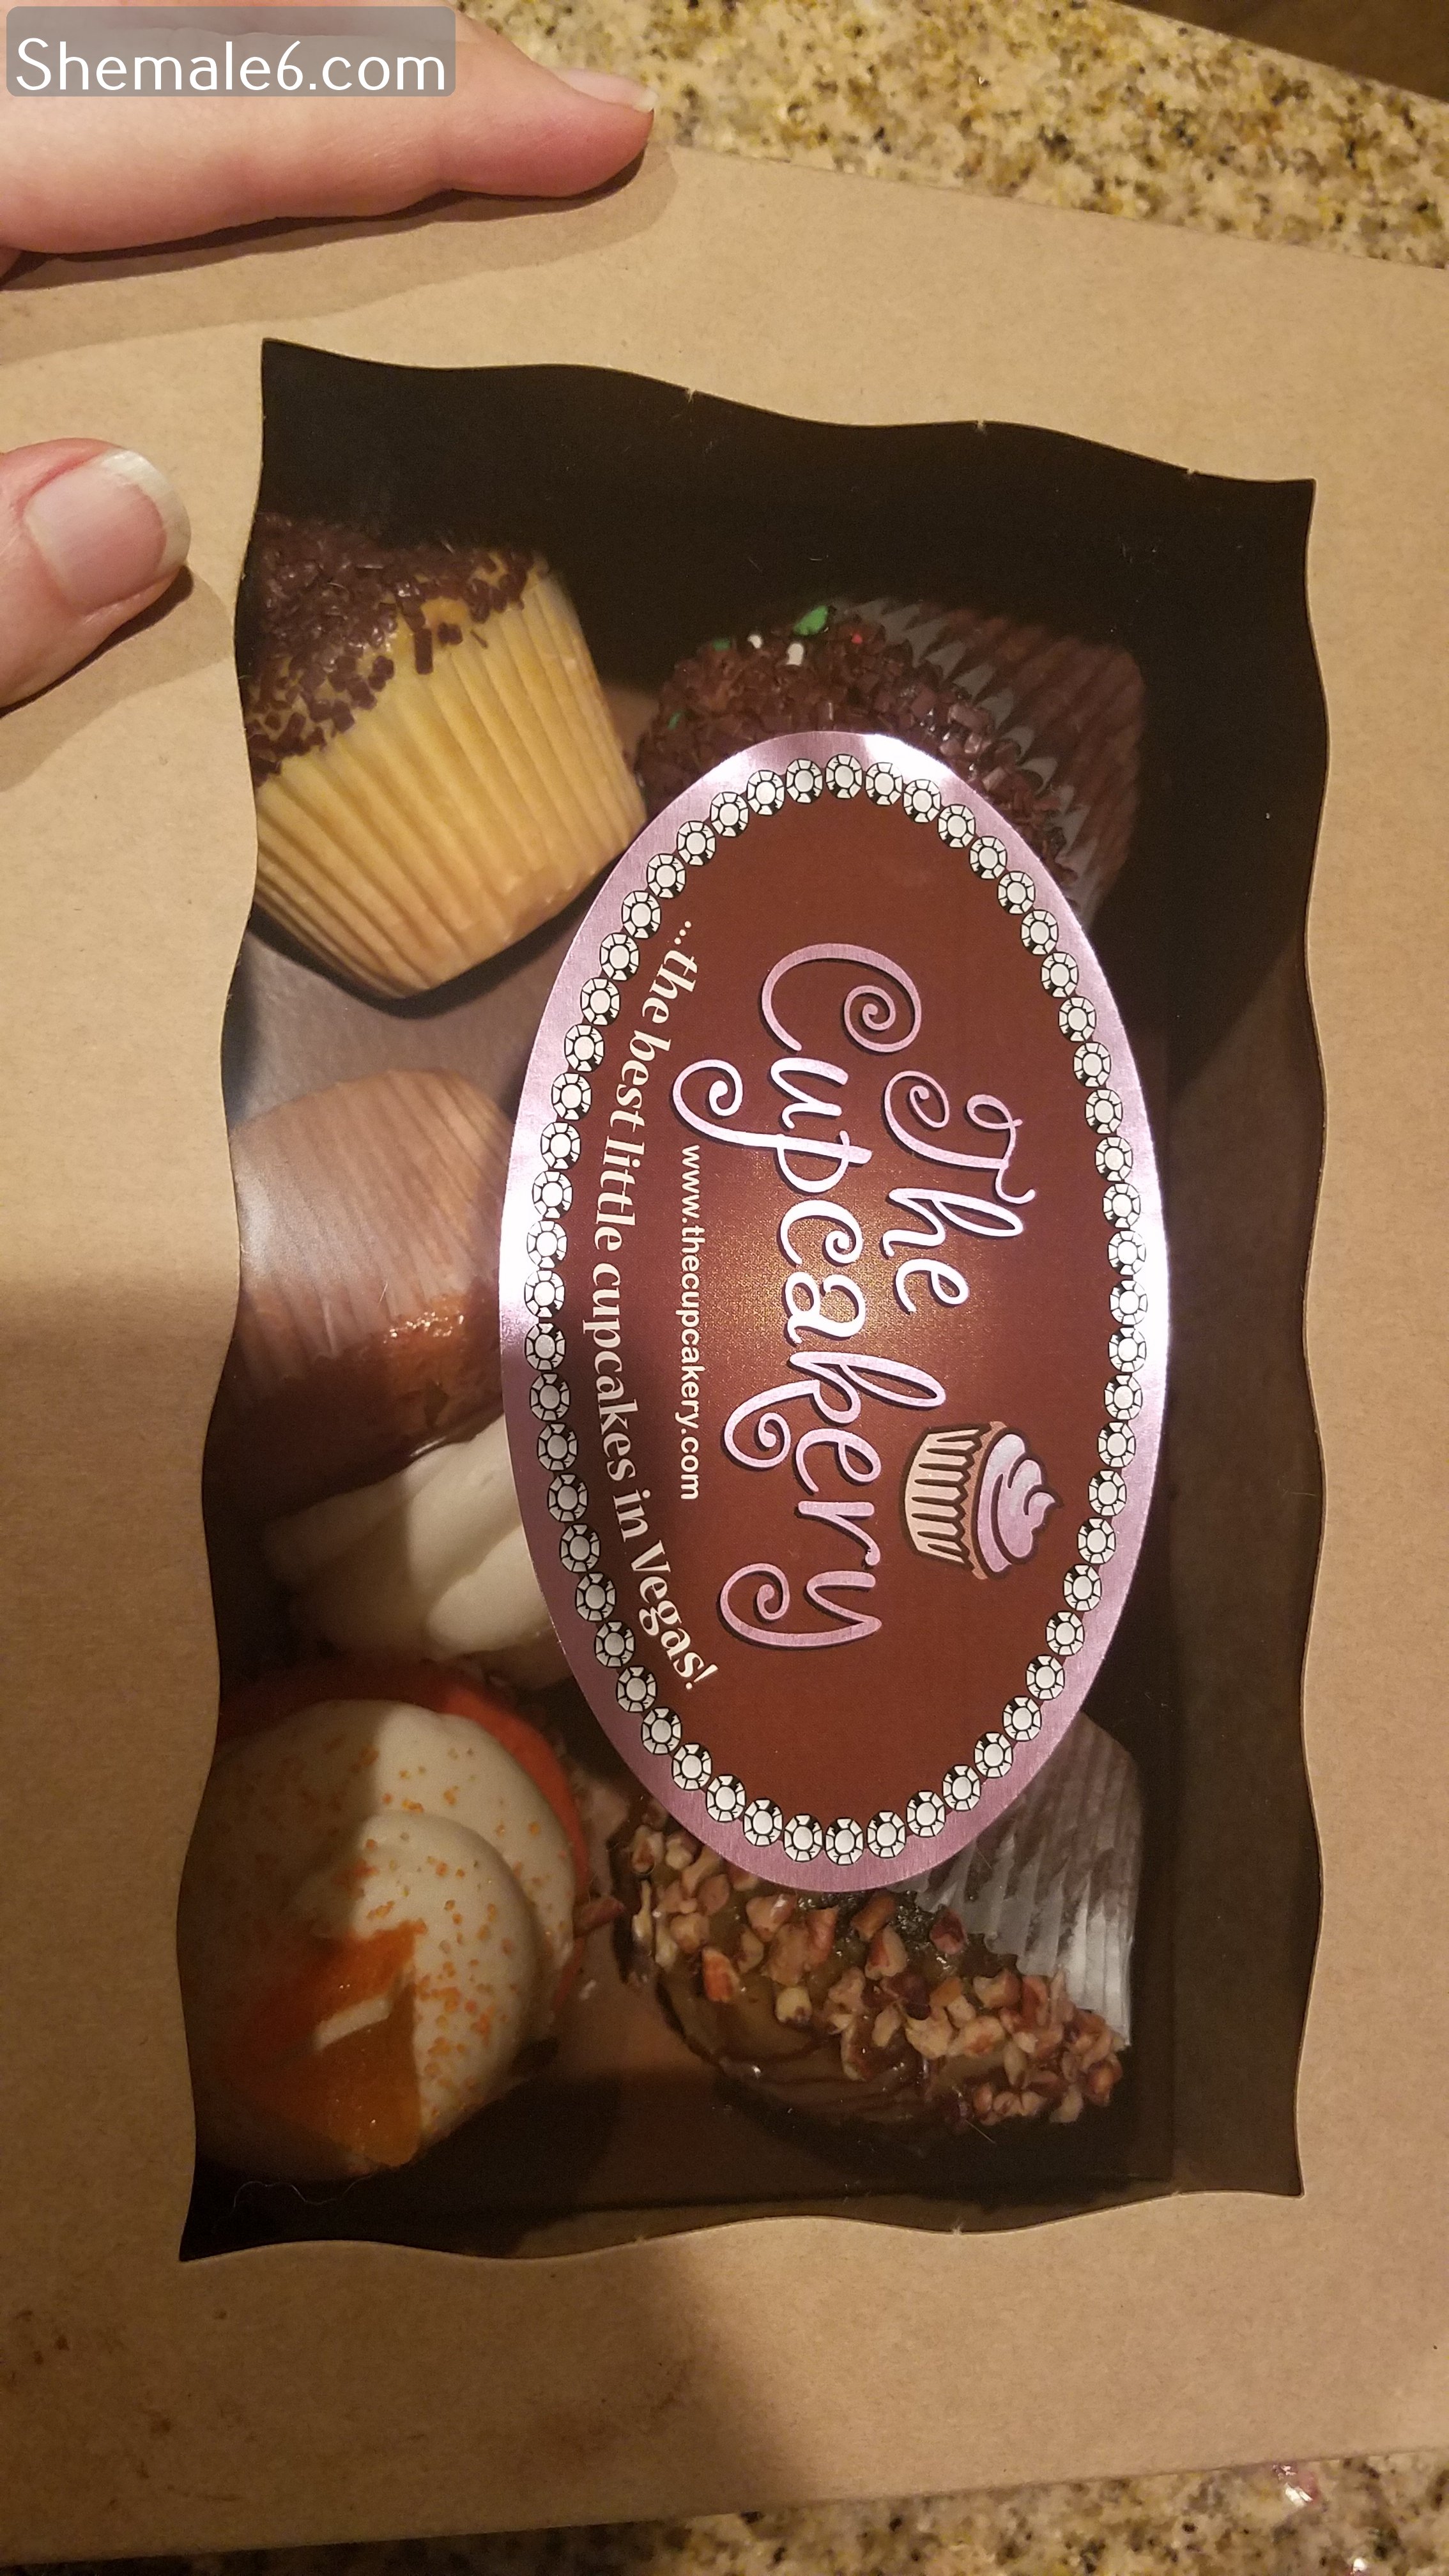 Shemale6.com
The
Cupcakery
www.thecupcakery.com
...the best little cupcakes in Vegas!